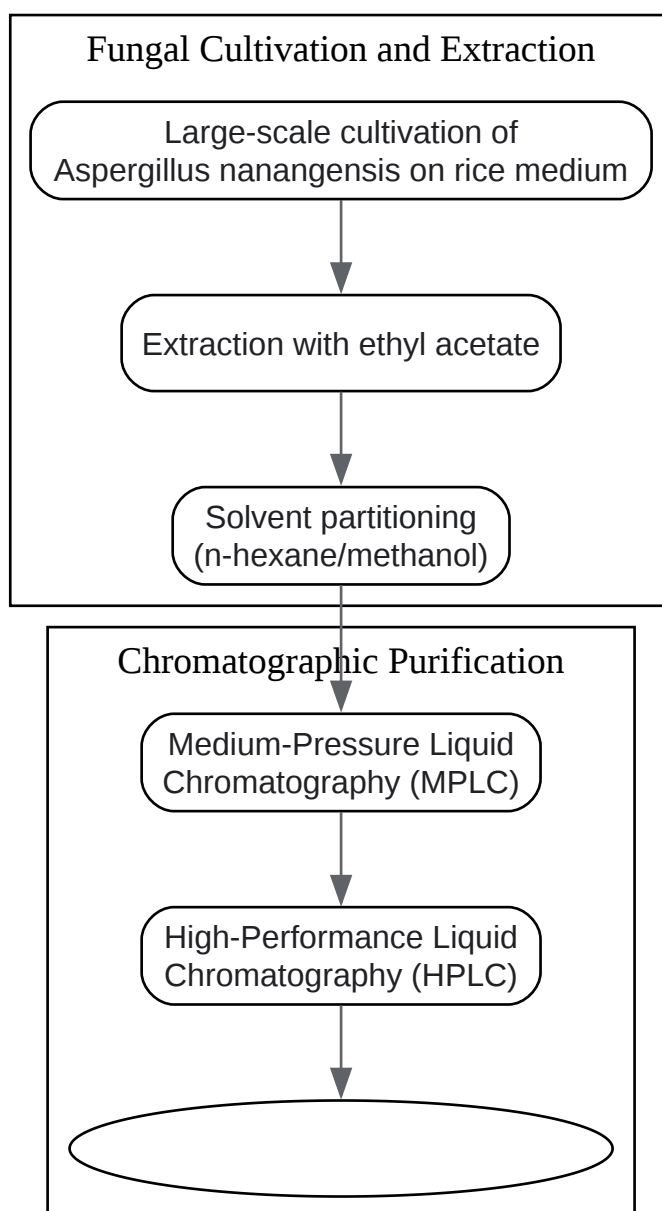 Fungal Cultivation and Extraction
Large-scale cultivation of
Aspergillus nanangensis on rice medium
Extraction with ethyl acetate
Solvent partitioning
(n-hexane/methanol)
Chromatographic Purification
Medium-Pressure Liquid
Chromatography (MPLC)
High-Performance Liquid
Chromatography (HPLC)